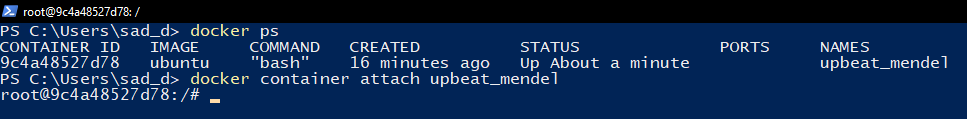 root@9c4a48527d78: /
PS C:\Users\sad_d> docker ps
CONTAINER ID   IMAGE     COMMAND   CREATED          STATUS              PORTS     NAMES
9c4a48527d78   ubuntu    "bash"    16 minutes ago   Up About a minute             upbeat_mendel
PS C:\Users\sad_d> docker container attach upbeat_mendel
root@9c4a48527d78:/#